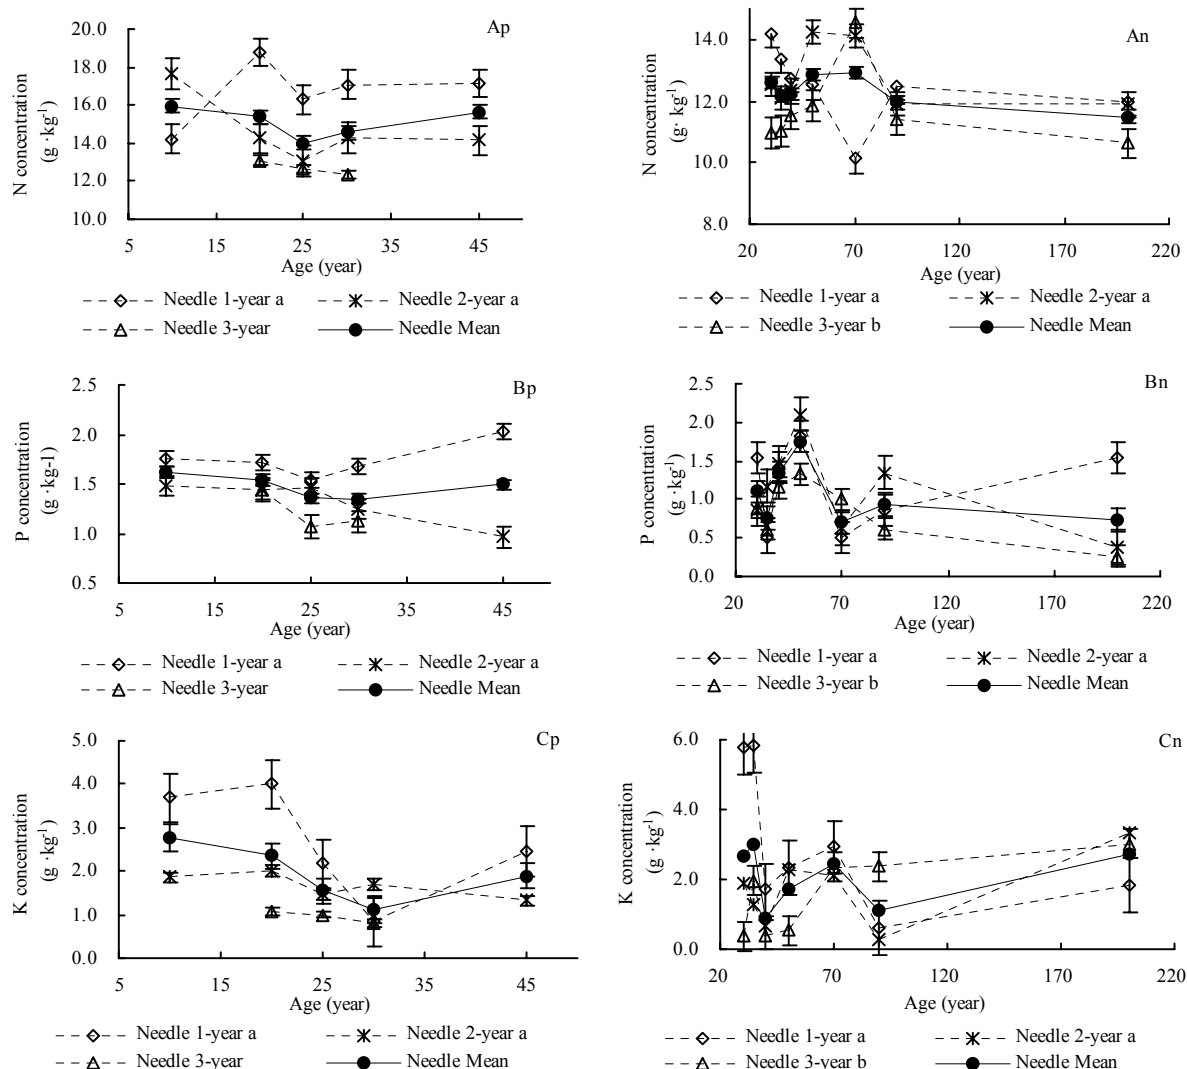 Ap
20.0
18.0
16.0
14.0
12.0
10.0
N concentration
(g· kg⁻¹)
5 15 25 35 45
Age (year)
Needle 1-year a Needle 2-year a
Needle 3-year Needle Mean
An
14.0
12.0
10.0
8.0
N concentration
(g· kg⁻¹)
20 70 120 170 220
Age (year)
Needle 1-year a Needle 2-year a
Needle 3-year b Needle Mean
Bp
2.5
2.0
1.5
1.0
0.5
P concentration
(g ·kg-1)
5 15 25 35 45
Age (year)
Needle 1-year a Needle 2-year a
Needle 3-year Needle Mean
Bn
2.5
2.0
1.5
1.0
0.5
0.0
P concentration
(g ·kg⁻¹)
20 70 120 170 220
Age (year)
Needle 1-year a Needle 2-year a
Needle 3-year b Needle Mean
Cp
5.0
4.0
3.0
2.0
1.0
0.0
K concentration
(g ·kg⁻¹)
5 15 25 35 45
Age (year)
Needle 1-year a Needle 2-year a
Needle 3-year Needle Mean
Cn
6.0
4.0
2.0
0.0
K concentration
(g ·kg⁻¹)
20 70 120 170 220
Age (year)
Needle 1-year a Needle 2-year a
Needle 3-year b Needle Mean